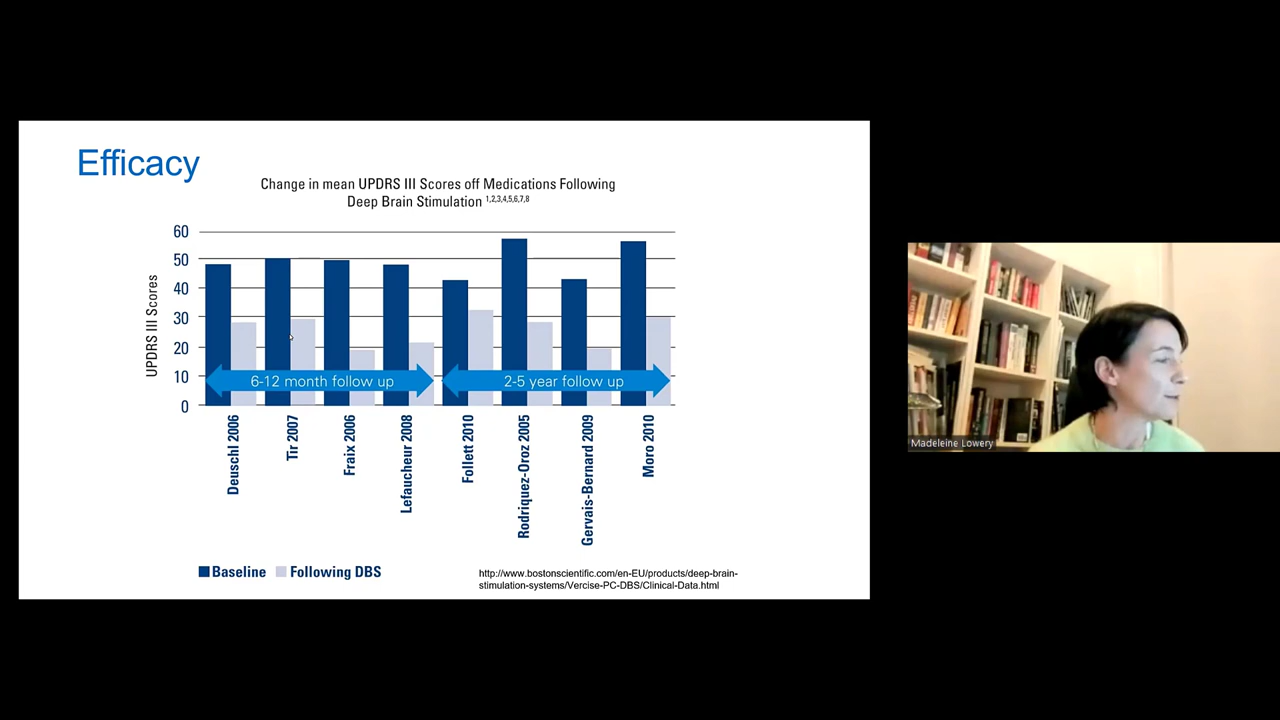 Efficacy
Change in mean UPDRS III Scores off Medications Following
Deep Brain Stimulation 1,2,3,4,5,6,7,8
UPDRS III Scores
60
50
40
30
20
10
0
6-12 month follow up
2-5 year follow up
Deuschl 2006
Tir 2007
Fraix 2006
Lefaucheur 2008
Follett 2010
Rodriquez-Oroz 2005
Gervais-Bernard 2009
Moro 2010
Baseline
Following DBS
http://www.bostonscientific.com/en-EU/products/deep-brain-
stimulation-systems/Vercise-PC-DBS/Clinical-Data.html
Madeleine Lowery